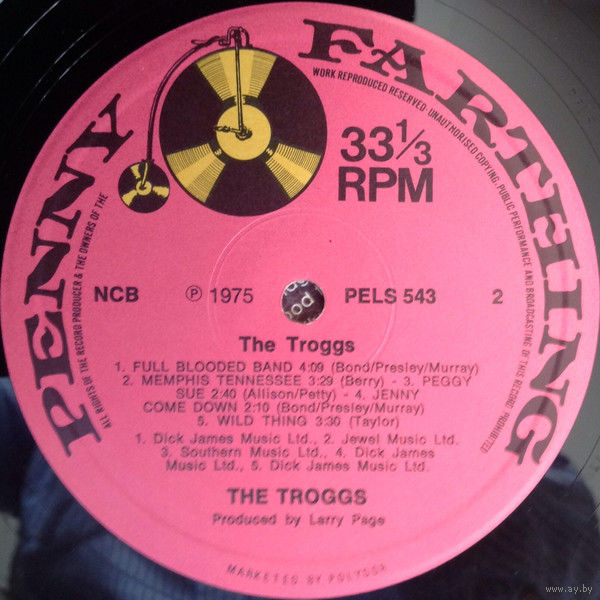 PENNY FARTHING
ALL RIGHTS OF THE RECORD PRODUCER & THE OWNERS OF THE
WORK REPRODUCED RESERVED · UNAUTHORISED COPYING, PUBLIC PERFORMANCE AND BROADCASTING OF THIS RECORD PROHIBITED
33 1/3
RPM
NCB Ⓟ 1975 PELS 543 2
The Troggs
1. FULL BLOODED BAND 4:09 (Bond/Presley/Murray)
2. MEMPHIS TENNESSEE 3:29 (Berry) - 3. PEGGY
SUE 2:40 (Allison/Petty) - 4. JENNY
COME DOWN 2:10 (Bond/Presley/Murray)
5. WILD THING 3:30 (Taylor)
1. Dick James Music Ltd., 2. Jewel Music Ltd.
3. Southern Music Ltd., 4. Dick James
Music Ltd., 5. Dick James Music Ltd.
THE TROGGS
Produced by Larry Page
MARKETED BY POLYDOR
www.ay.by